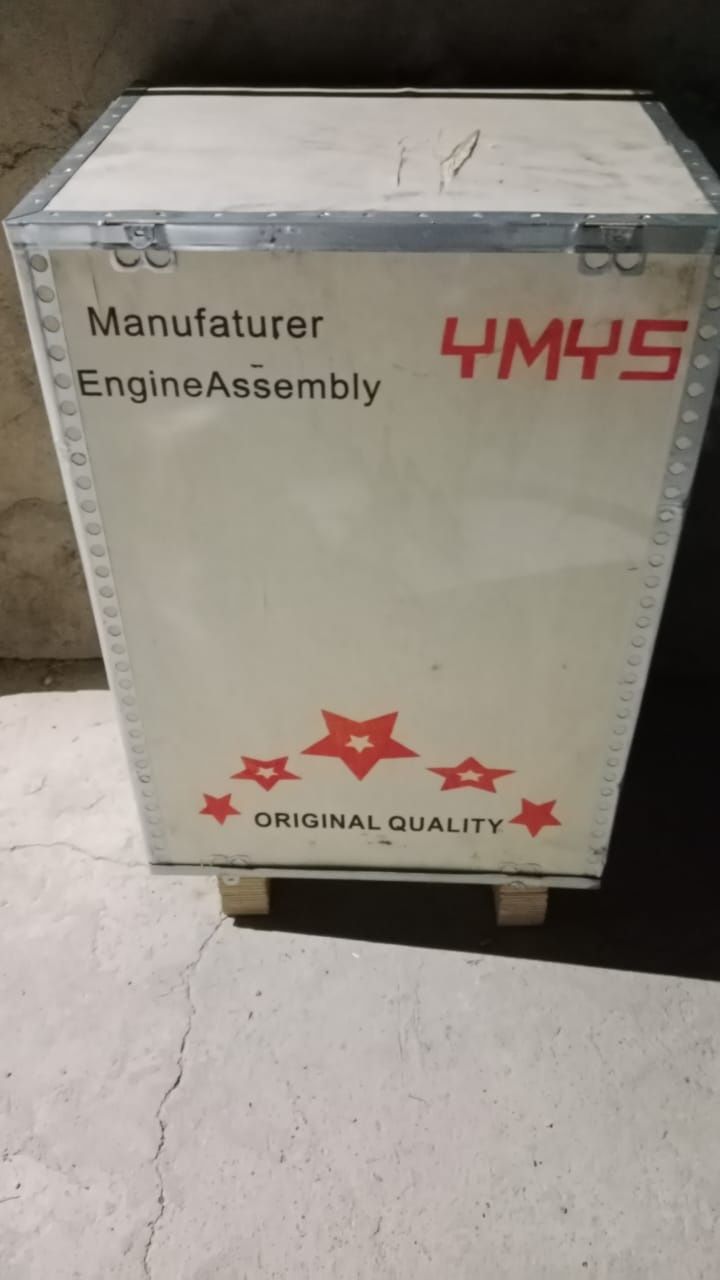 Manufaturer
YMYS
EngineAssembly
ORIGINAL QUALITY